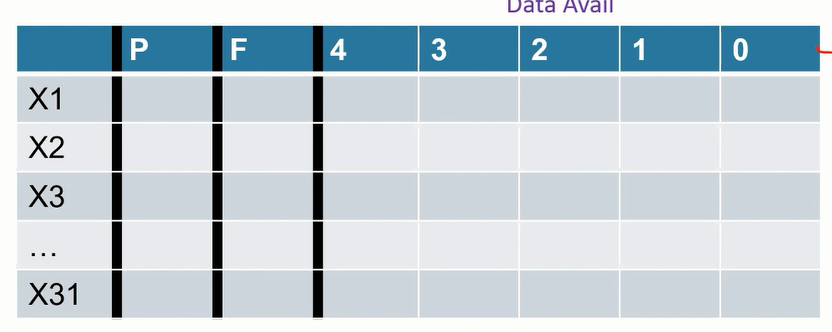 Data Avail
P F 4 3 2 1 0
X1
X2
X3
...
X31